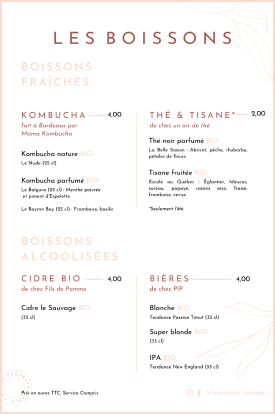 LES BOISSONS
BOISSONS
FRAÎCHES
KOMBUCHA 4,00
fait à Bordeaux par
Mama Kombucha
Kombucha nature BIO
Le Nude (25 cl)
Kombucha parfumé BIO
Le Bulgura (25 cl) : Menthe poivrée
et piment d'Espelette
Le Bayron Bay (25 cl) : Framboise, basilic
THÉ & TISANE* 2,00
de chez un air de thé
Thé noir parfumé BIO
La Belle Saison : Abricot, pêche, rhubarbe,
pétales de fleurs
Tisane fruitée BIO
Escale au Québec : Églantier, hibiscus,
sureau, papaye, raisins secs, fraise,
framboise, cerise
*Seulement l'été
BOISSONS
ALCOOLISÉES
CIDRE BIO 4,00
de chez Fils de Pomme
Cidre le Sauvage BIO
(33 cl)
BIÈRES 4,00
de chez PIP
Blanche BIO
Tendance Passion Timut (33 cl)
Super blonde BIO
(33 cl)
IPA BIO
Tendance New England (33 cl)
Prix en euros TTC, Service Compris